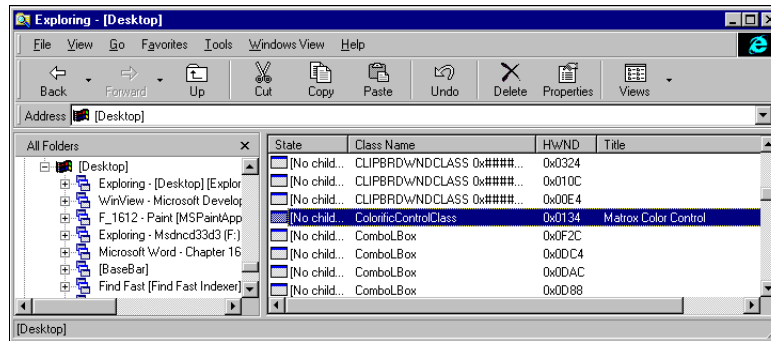 Exploring - [Desktop]
File View Go Favorites Tools Windows View Help
Back Forward Up Cut Copy Paste Undo Delete Properties Views
Address [Desktop]
All Folders
[Desktop]
Exploring - [Desktop] [Explor
WinView - Microsoft Develop
F_1612 - Paint [MSPaintApp
Exploring - Msdncd33d3 (F:)
Microsoft Word - Chapter 16
[BaseBar]
Find Fast [Find Fast Indexer]
State Class Name HWND Title
[No child... CLIPBRDWNDCLASS 0x####... 0x0324
[No child... CLIPBRDWNDCLASS 0x####... 0x010C
[No child... CLIPBRDWNDCLASS 0x####... 0x00E4
[No child... ColorificControlClass 0x0134 Matrox Color Control
[No child... ComboLBox 0x0F2C
[No child... ComboLBox 0x0DC4
[No child... ComboLBox 0x0DAC
[No child... ComboLBox 0x0D88
[Desktop]